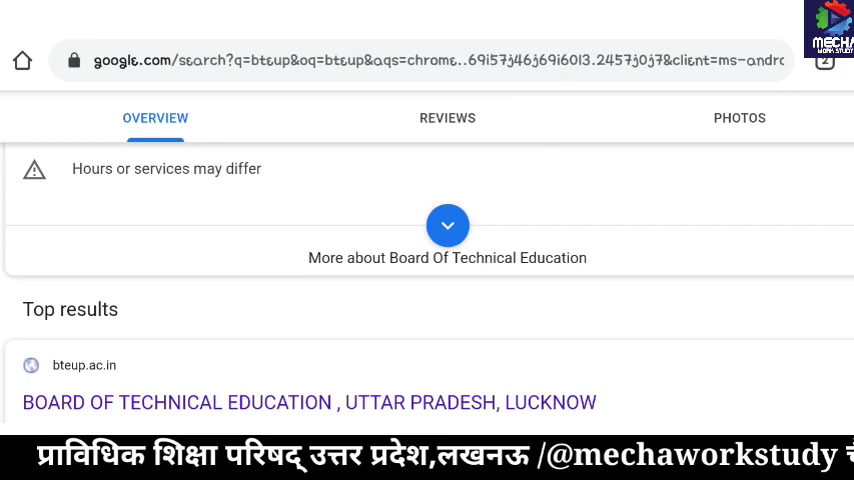 MECHA
WORK STUDY
google.com/search?q=bteup&oq=bteup&aqs=chrome..69i57j46j69i60l3.2457j0j7&client=ms-andro
2
OVERVIEW
REVIEWS
PHOTOS
Hours or services may differ
More about Board Of Technical Education
Top results
bteup.ac.in
BOARD OF TECHNICAL EDUCATION , UTTAR PRADESH, LUCKNOW
प्राविधिक शिक्षा परिषद् उत्तर प्रदेश,लखनऊ /@mechaworkstudy